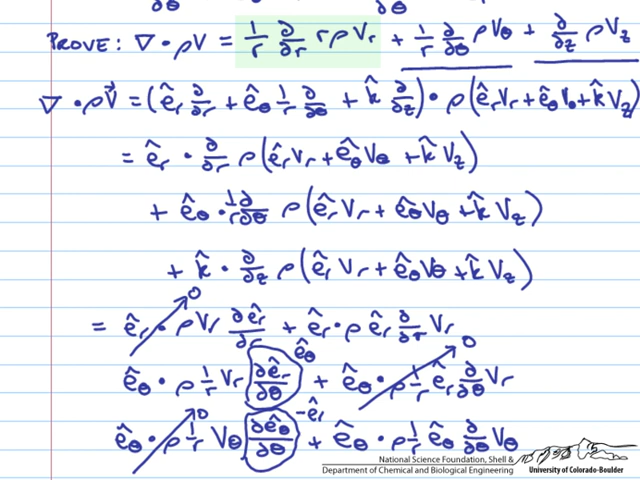 ∂θ ∂θ
PROVE: ∇ · ρV = 1/r ∂/∂r rρVr + 1/r ∂/∂θ ρVθ + ∂/∂z ρVz
∇ · ρV⃗ = (êr ∂/∂r + êθ 1/r ∂/∂θ + k̂ ∂/∂z) · ρ(êrVr + êθVθ + k̂Vz)
= êr · ∂/∂r ρ(êrVr + êθVθ + k̂Vz)
+ êθ · 1/r ∂/∂θ ρ(êrVr + êθVθ + k̂Vz)
+ k̂ · ∂/∂z ρ(êrVr + êθVθ + k̂Vz)
= êr · ρVr ∂êr/∂r 0 + êr · ρ êr ∂/∂r Vr
êθ · ρ 1/r Vr ∂êr/∂θ êθ + êθ · ρ 1/r êr ∂/∂θ Vr 0
êθ · ρ 1/r Vθ 0 ∂êθ/∂θ -êr + êθ · ρ 1/r êθ ∂/∂θ Vθ
National Science Foundation, Shell &
Department of Chemical and Biological Engineering
University of Colorado-Boulder